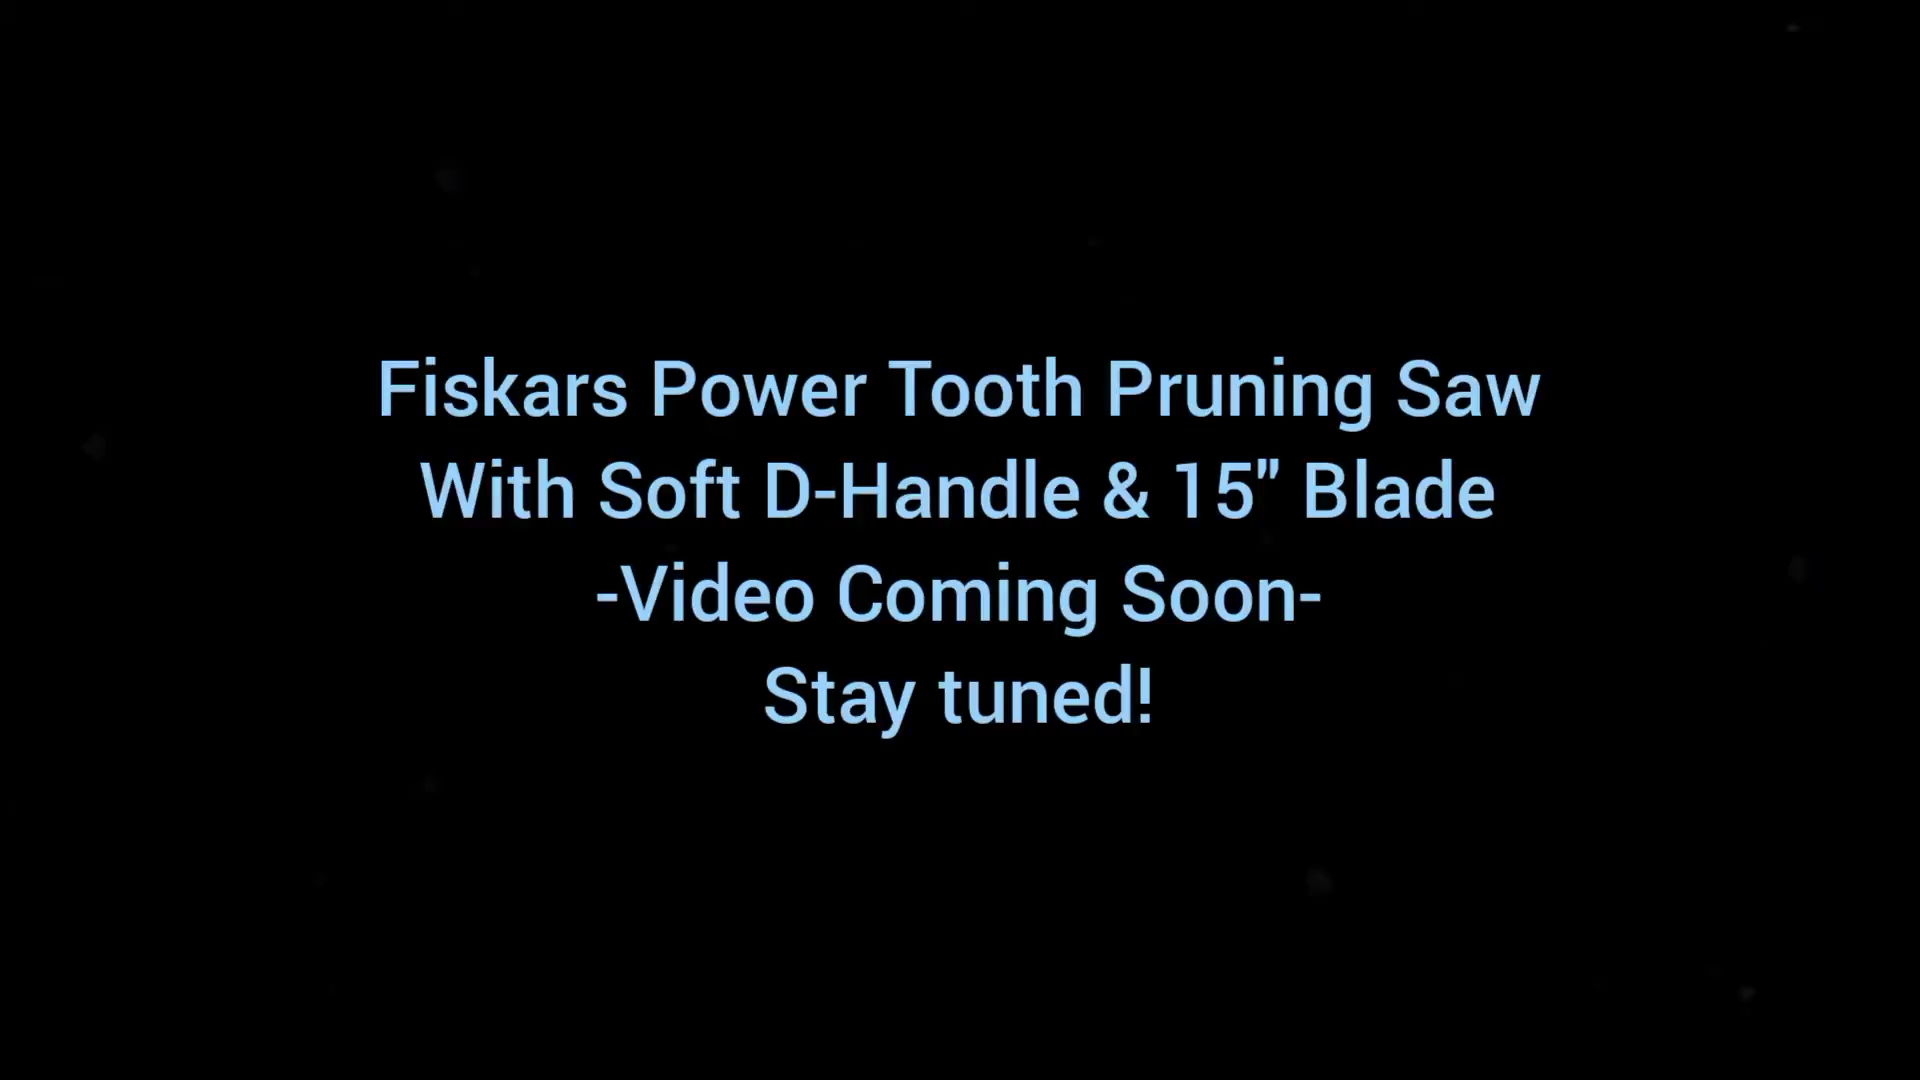 Fiskars Power Tooth Pruning Saw
With Soft D-Handle & 15" Blade
-Video Coming Soon-
Stay tuned!